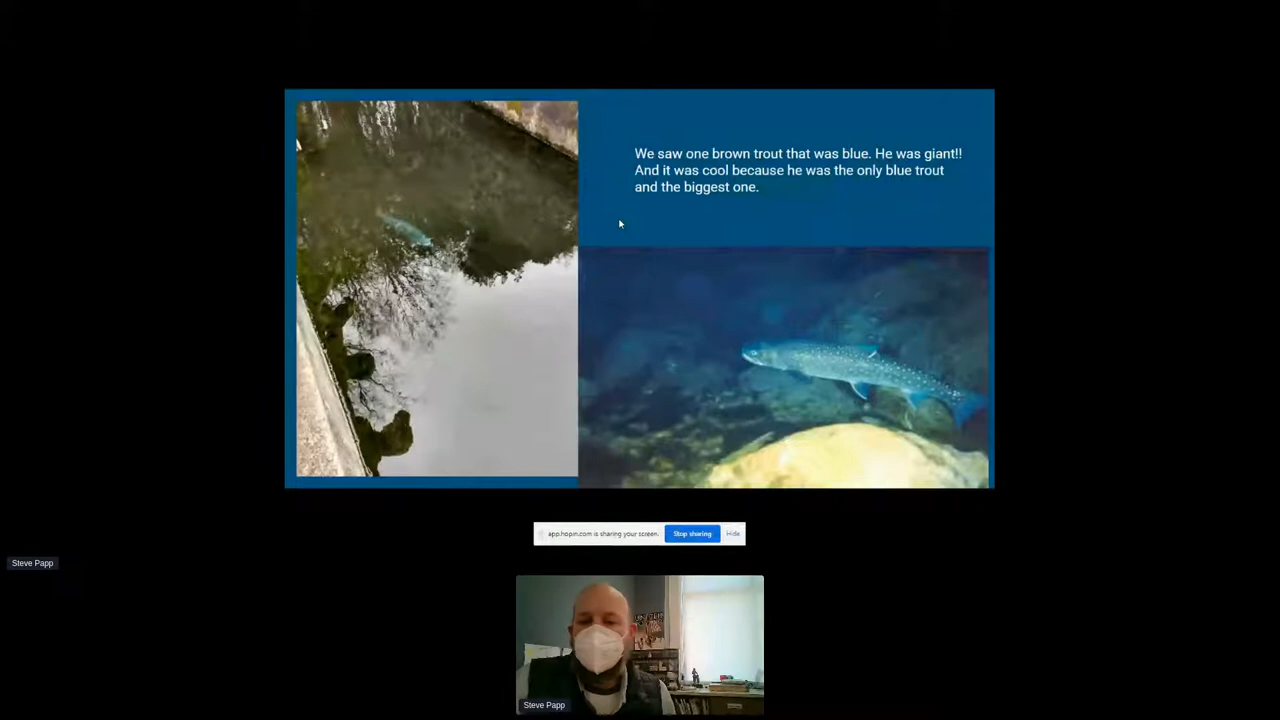 We saw one brown trout that was blue. He was giant!!
And it was cool because he was the only blue trout
and the biggest one.
app.hopin.com is sharing your screen. Stop sharing Hide
Steve Papp
Steve Papp